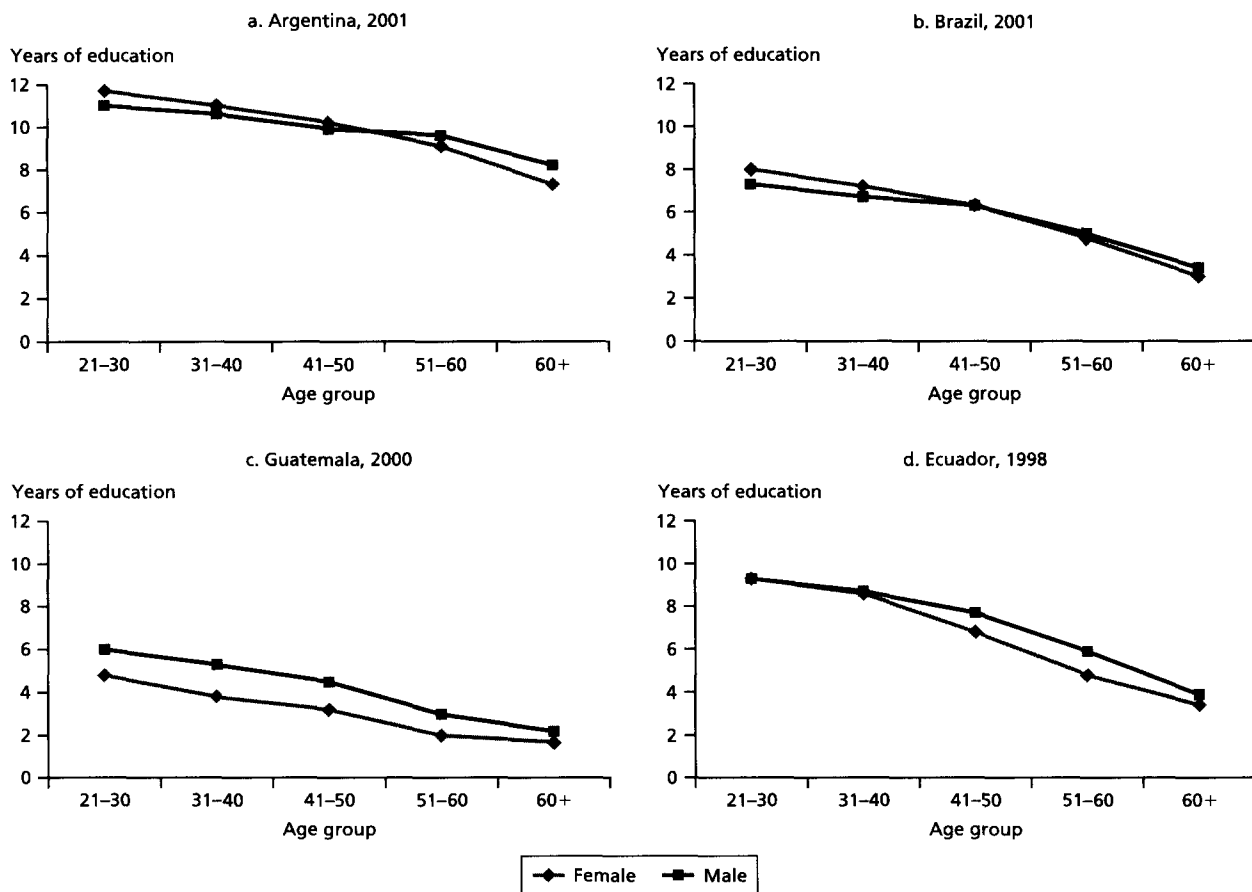 a. Argentina, 2001
Years of education
12
10
8
6
4
2
0
21–30 31–40 41–50 51–60 60+
Age group
b. Brazil, 2001
Years of education
12
10
8
6
4
2
0
21–30 31–40 41–50 51–60 60+
Age group
c. Guatemala, 2000
Years of education
12
10
8
6
4
2
0
21–30 31–40 41–50 51–60 60+
Age group
d. Ecuador, 1998
Years of education
12
10
8
6
4
2
0
21–30 31–40 41–50 51–60 60+
Age group
Female Male